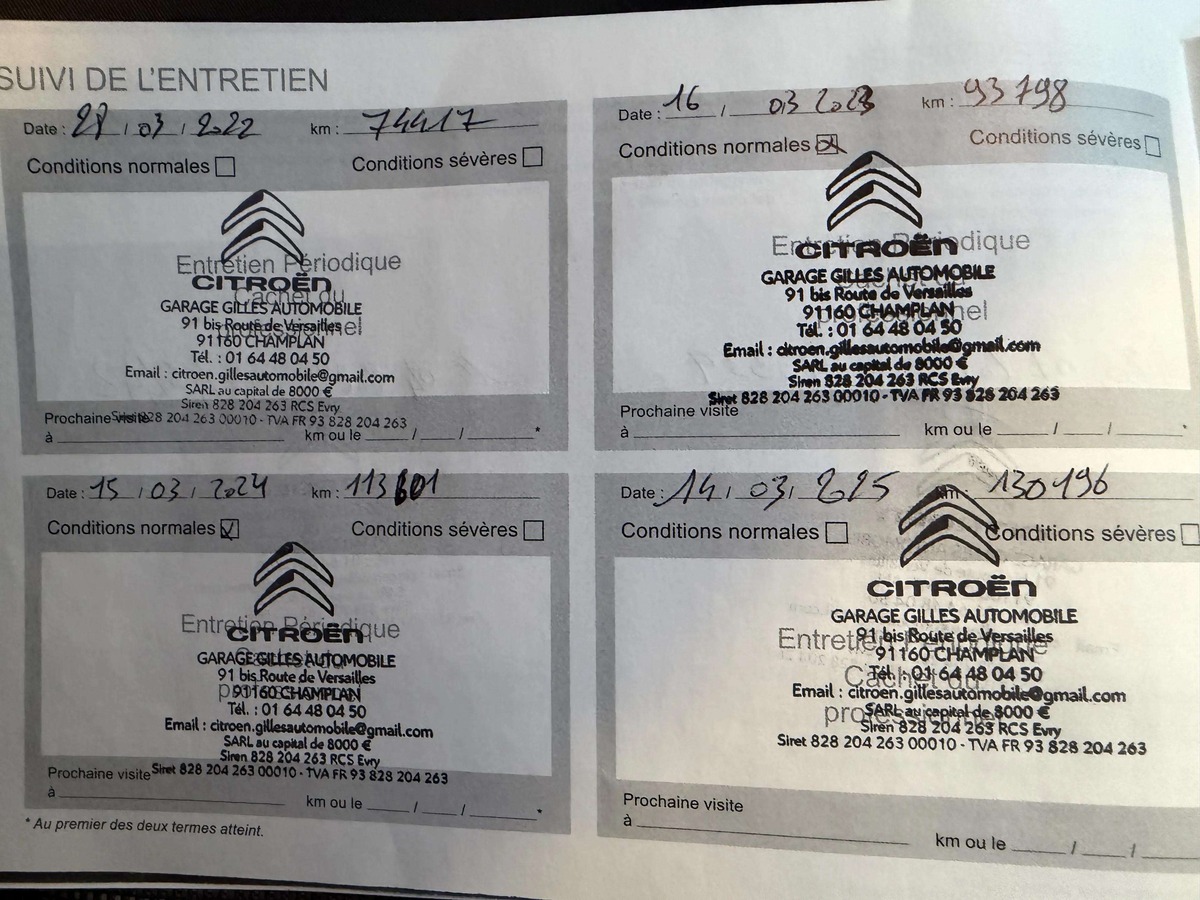 SUIVI DE L'ENTRETIEN
Date : 28 / 03 / 2022 km : 74417
Conditions normales Conditions sévères
Entretien Périodique
Cachet du
professionnel
CITROËN
GARAGE GILLES AUTOMOBILE
91 bis Route de Versailles
91160 CHAMPLAN
Tél. : 01 64 48 04 50
Email : citroen.gillesautomobile@gmail.com
SARL au capital de 8000 €
Siren 828 204 263 RCS Evry
Siret 828 204 263 00010 - TVA FR 93 828 204 263
Prochaine visite
à km ou le / / *
Date : 16 / 03 2023 km : 93798
Conditions normales Conditions sévères
Entretien Périodique
professionnel
CITROËN
GARAGE GILLES AUTOMOBILE
91 bis Route de Versailles
91160 CHAMPLAN
Tél. : 01 64 48 04 50
Email : citroen.gillesautomobile@gmail.com
SARL au capital de 8000 €
Siren 828 204 263 RCS Evry
Siret 828 204 263 00010 - TVA FR 93 828 204 263
Prochaine visite
à km ou le / / *
Date : 15 / 03 / 2024 km : 113601
Conditions normales Conditions sévères
Entretien Périodique
CITROËN
GARAGE GILLES AUTOMOBILE
91 bis Route de Versailles
91160 CHAMPLAN
Tél. : 01 64 48 04 50
Email : citroen.gillesautomobile@gmail.com
SARL au capital de 8000 €
Siren 828 204 263 RCS Evry
Siret 828 204 263 00010 - TVA FR 93 828 204 263
Prochaine visite
à km ou le / / *
* Au premier des deux termes atteint.
Date : 14 / 03 / 2025 km : 130196
Conditions normales Conditions sévères
CITROËN
GARAGE GILLES AUTOMOBILE
Entretien Périodique
Cachet du
professionnel
91 bis Route de Versailles
91160 CHAMPLAN
Tél. : 01 64 48 04 50
Email : citroen.gillesautomobile@gmail.com
SARL au capital de 8000 €
Siren 828 204 263 RCS Evry
Siret 828 204 263 00010 - TVA FR 93 828 204 263
Prochaine visite
à km ou le / /